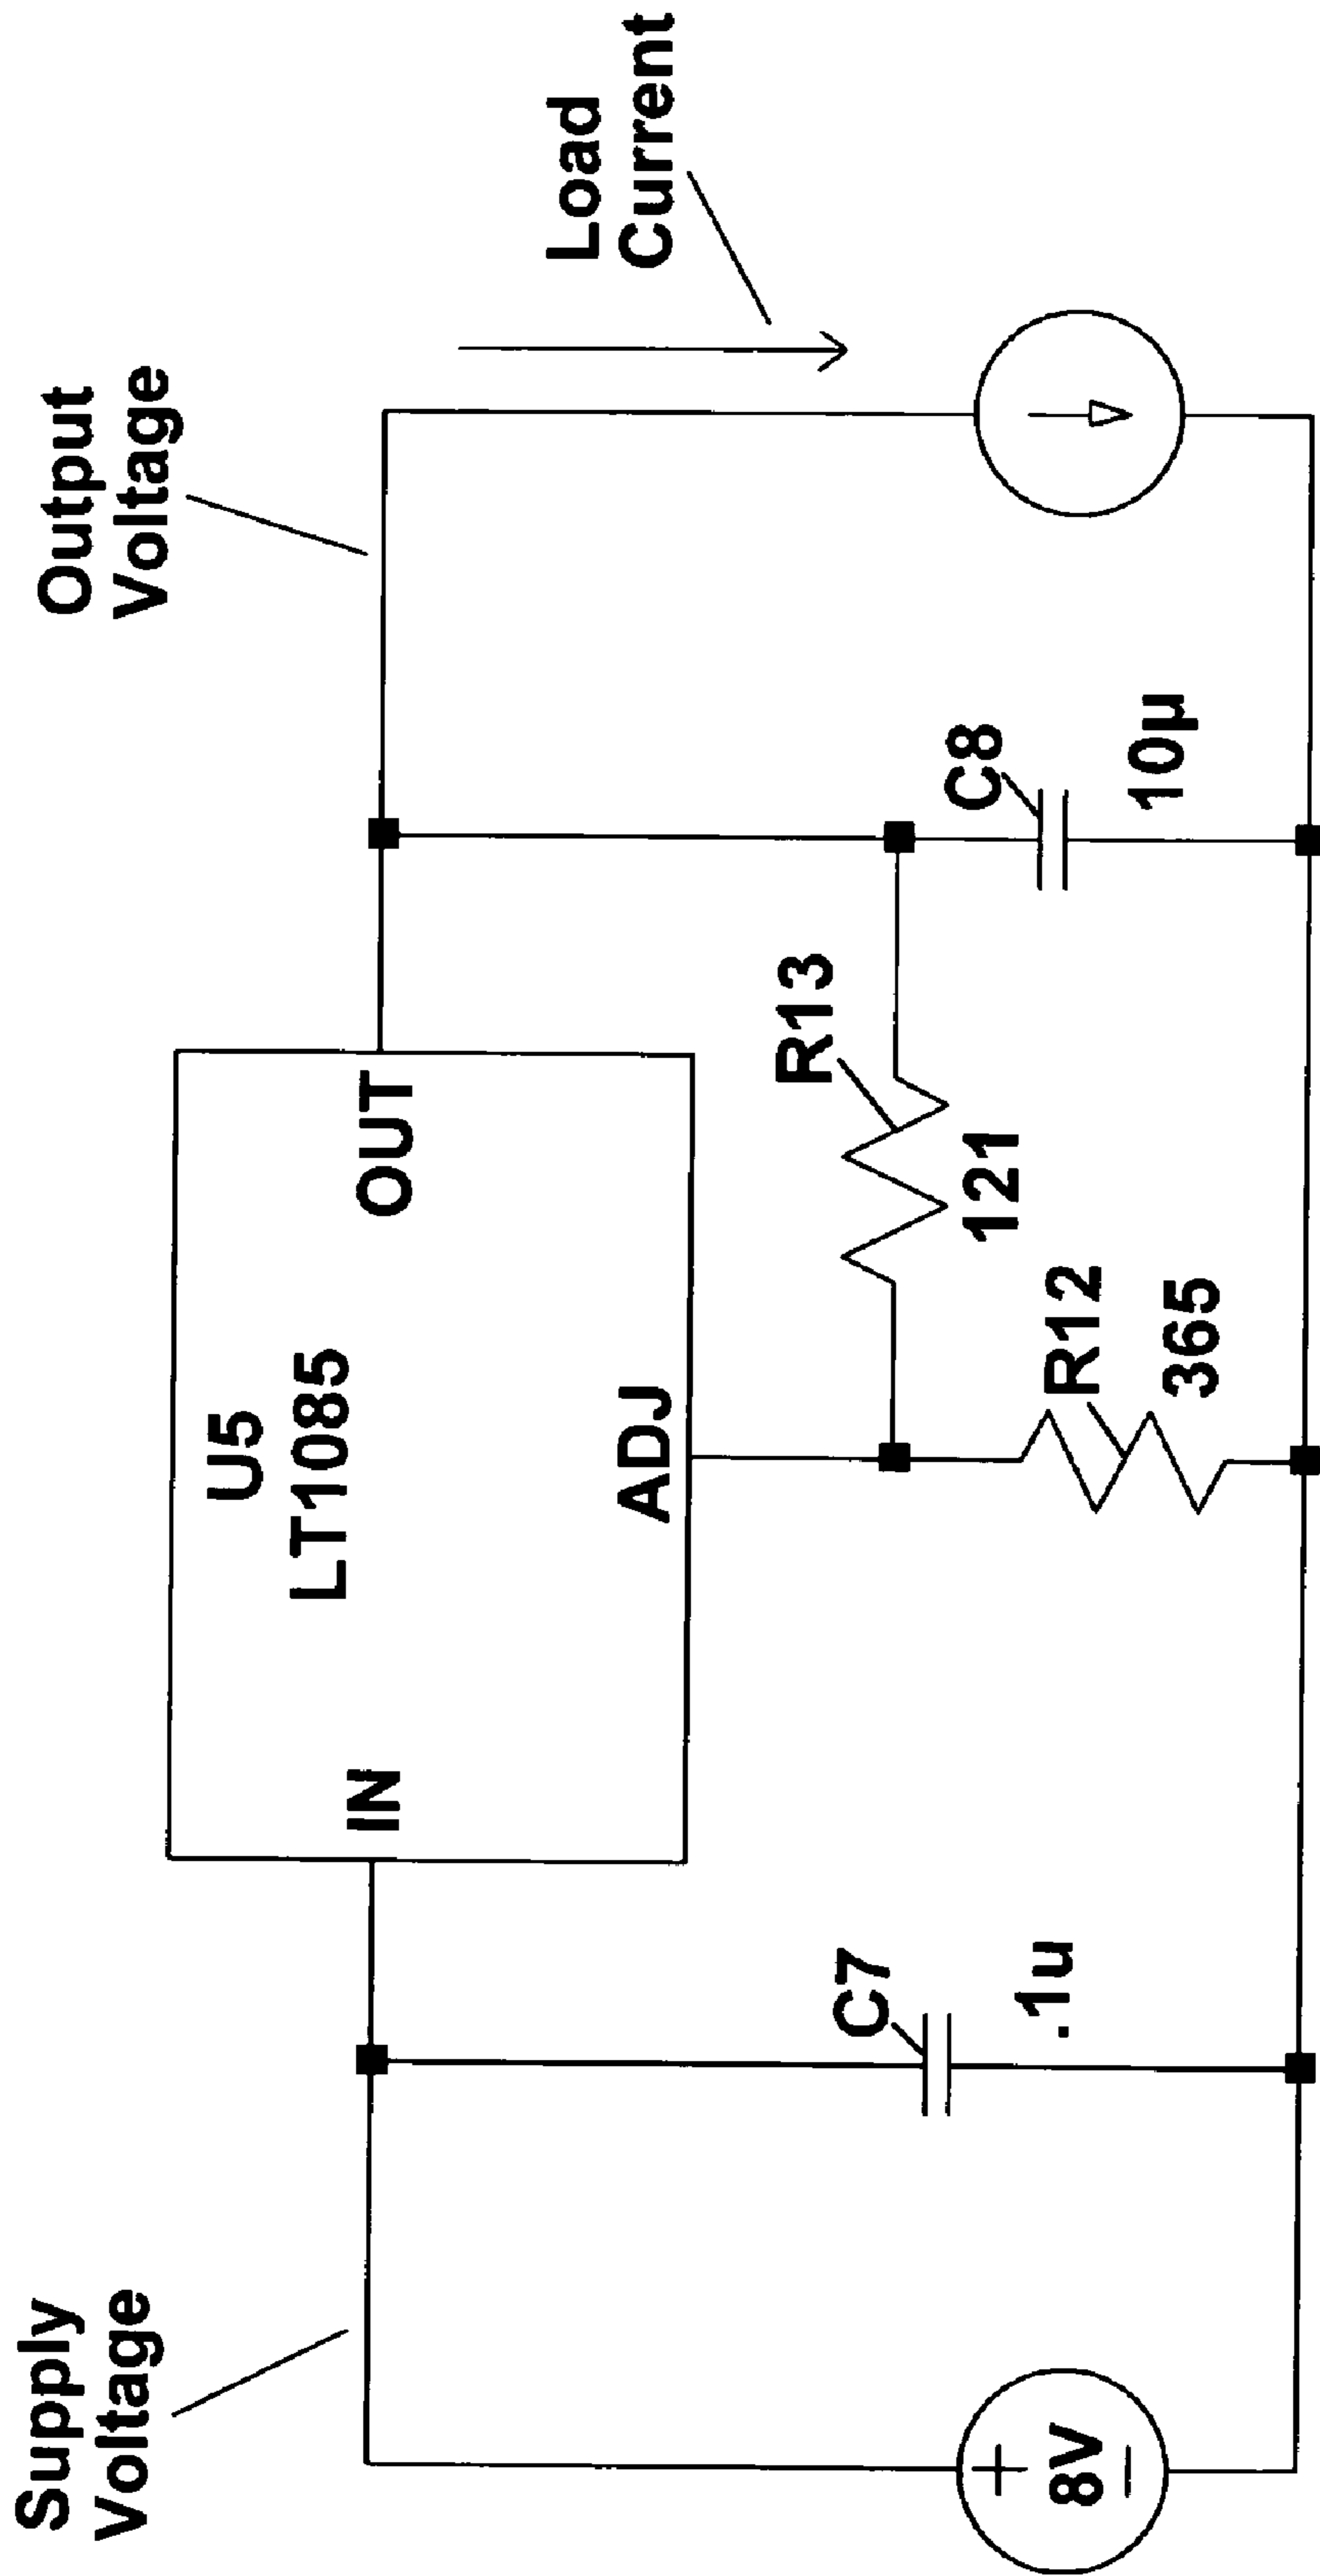 Supply
Voltage
Output
Voltage
U5
LT1085
IN
OUT
ADJ
Load
Current
C7
.1u
R13
121
R12
365
C8
10µ
+
8V
−